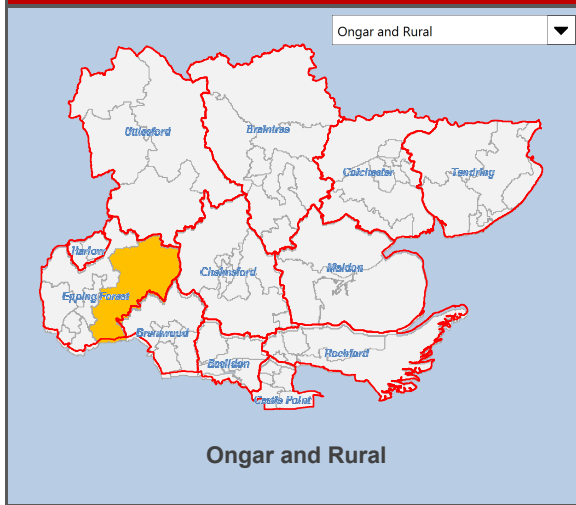 Ongar and Rural
Uttlesford
Braintree
Colchester
Tendring
Harlow
Chelmsford
Maldon
Epping Forest
Brentwood
Rochford
Basildon
Castle Point
Ongar and Rural